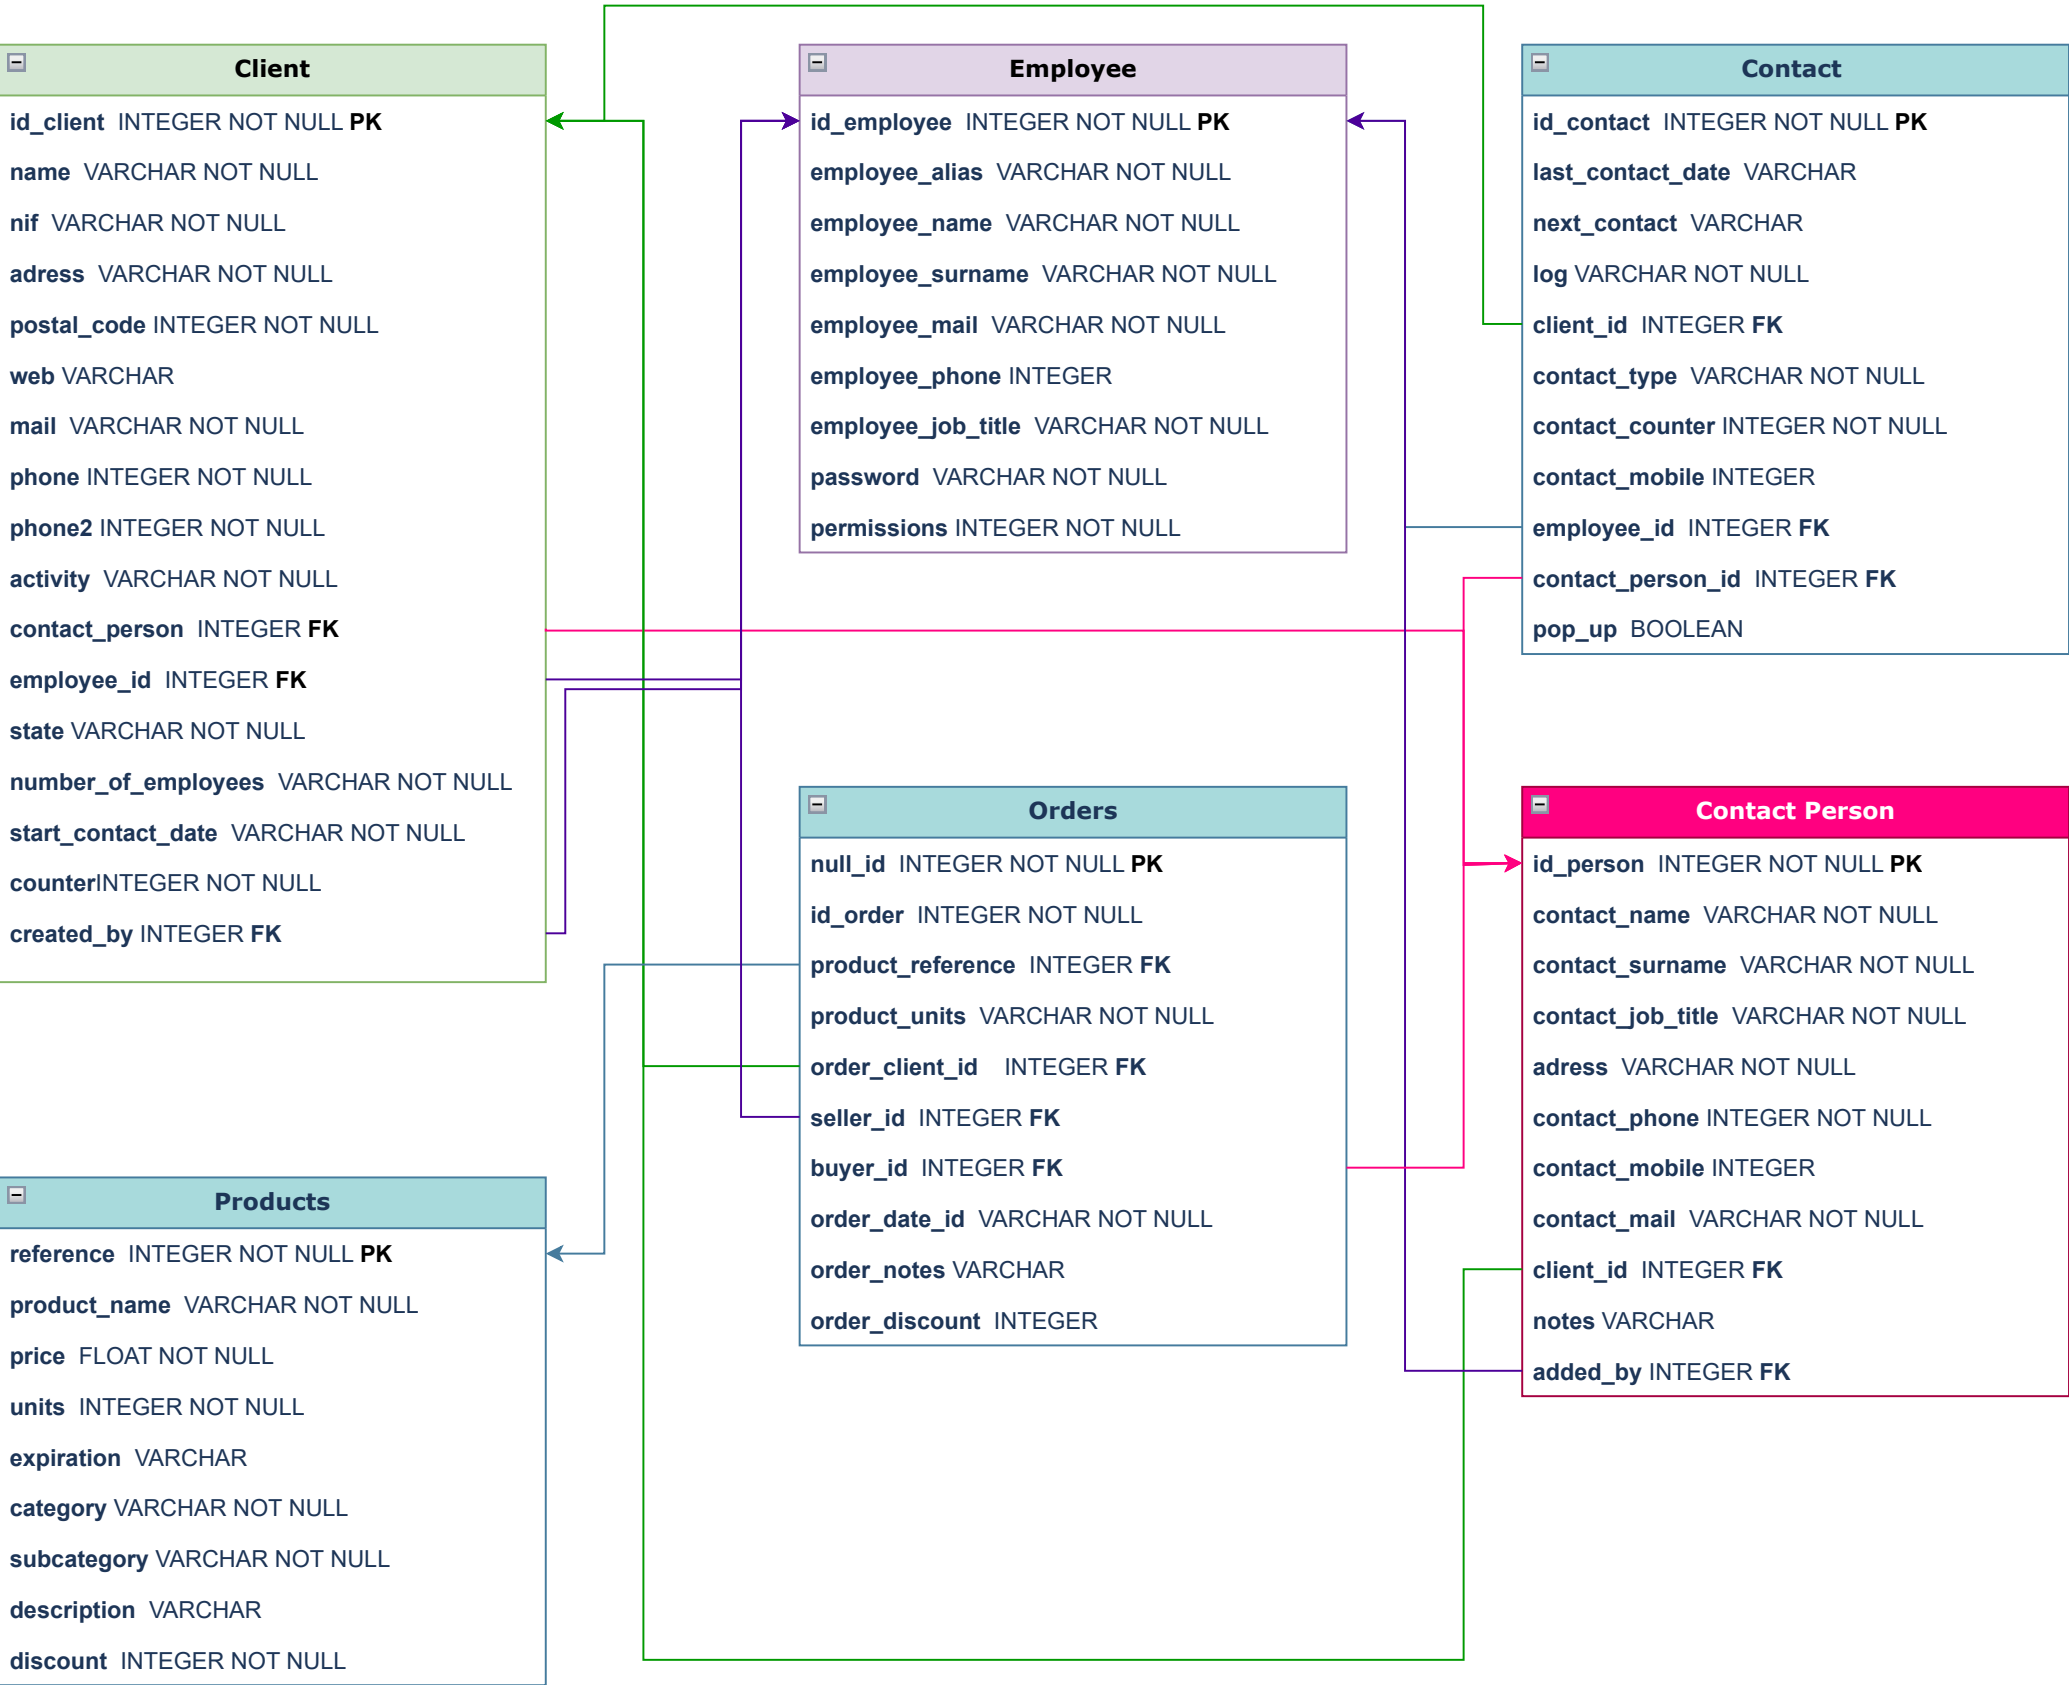 Client
id_client INTEGER NOT NULL PK
name VARCHAR NOT NULL
nif VARCHAR NOT NULL
adress VARCHAR NOT NULL
postal_code INTEGER NOT NULL
web VARCHAR
mail VARCHAR NOT NULL
phone INTEGER NOT NULL
phone2 INTEGER NOT NULL
activity VARCHAR NOT NULL
contact_person INTEGER FK
employee_id INTEGER FK
state VARCHAR NOT NULL
number_of_employees VARCHAR NOT NULL
start_contact_date VARCHAR NOT NULL
counterINTEGER NOT NULL
created_by INTEGER FK
Employee
id_employee INTEGER NOT NULL PK
employee_alias VARCHAR NOT NULL
employee_name VARCHAR NOT NULL
employee_surname VARCHAR NOT NULL
employee_mail VARCHAR NOT NULL
employee_phone INTEGER
employee_job_title VARCHAR NOT NULL
password VARCHAR NOT NULL
permissions INTEGER NOT NULL
Contact
id_contact INTEGER NOT NULL PK
last_contact_date VARCHAR
next_contact VARCHAR
log VARCHAR NOT NULL
client_id INTEGER FK
contact_type VARCHAR NOT NULL
contact_counter INTEGER NOT NULL
contact_mobile INTEGER
employee_id INTEGER FK
contact_person_id INTEGER FK
pop_up BOOLEAN
Products
reference INTEGER NOT NULL PK
product_name VARCHAR NOT NULL
price FLOAT NOT NULL
units INTEGER NOT NULL
expiration VARCHAR
category VARCHAR NOT NULL
subcategory VARCHAR NOT NULL
description VARCHAR
discount INTEGER NOT NULL
Orders
null_id INTEGER NOT NULL PK
id_order INTEGER NOT NULL
product_reference INTEGER FK
product_units VARCHAR NOT NULL
order_client_id INTEGER FK
seller_id INTEGER FK
buyer_id INTEGER FK
order_date_id VARCHAR NOT NULL
order_notes VARCHAR
order_discount INTEGER
Contact Person
id_person INTEGER NOT NULL PK
contact_name VARCHAR NOT NULL
contact_surname VARCHAR NOT NULL
contact_job_title VARCHAR NOT NULL
adress VARCHAR NOT NULL
contact_phone INTEGER NOT NULL
contact_mobile INTEGER
contact_mail VARCHAR NOT NULL
client_id INTEGER FK
notes VARCHAR
added_by INTEGER FK